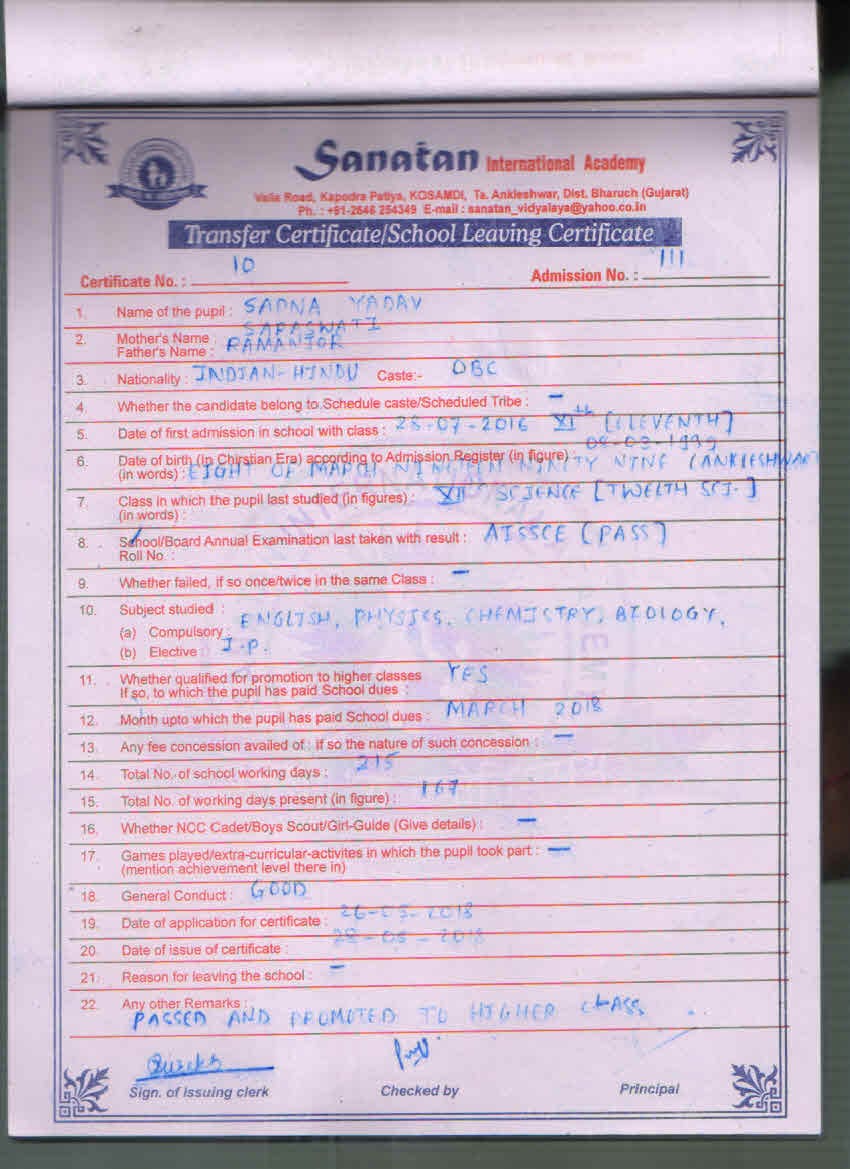 Sanatan International Academy
Valia Road, Kapodra Patiya, KOSAMDI, Ta. Ankleshwar, Dist. Bharuch (Gujarat)
Ph. : +91-2646 254349 E-mail : sanatan_vidyalaya@yahoo.co.in
Transfer Certificate/School Leaving Certificate
Certificate No. : 10 Admission No. : 111
1. Name of the pupil : SADNA YADAV
2. Mother's Name : SARASWATI
Father's Name : RAMANJOR
3. Nationality : INDIAN-HINDU Caste:- OBC
4. Whether the candidate belong to Schedule caste/Scheduled Tribe : —
5. Date of first admission in school with class : 28-07-2016 XIth [ELEVENTH]
6. Date of birth (in Chirstian Era) according to Admission Register (in figure) : 08-03-1999
(in words) : EIGHT OF MARCH NINETEEN NINTY NINE (ANKLESHWAR)
7. Class in which the pupil last studied (in figures) : XII SCIENCE [TWELTH SCI.]
(in words) :
8. School/Board Annual Examination last taken with result : AISSCE [PASS]
Roll No. :
9. Whether failed, if so once/twice in the same Class : —
10. Subject studied :
(a) Compulsory : ENGLISH, PHYSICS, CHEMISTRY, BIOLOGY,
(b) Elective : I.P.
11. Whether qualified for promotion to higher classes YES
If so, to which the pupil has paid School dues :
12. Month upto which the pupil has paid School dues : MARCH 2018
13. Any fee concession availed of : if so the nature of such concession : —
14. Total No. of school working days : 215
15. Total No. of working days present (in figure) : 167
16. Whether NCC Cadet/Boys Scout/Girl-Guide (Give details) : —
17. Games played/extra-curricular-activites in which the pupil took part : —
(mention achievement level there in)
18. General Conduct : GOOD
19. Date of application for certificate : 26-05-2018
20. Date of issue of certificate : 28-05-2018
21. Reason for leaving the school : —
22. Any other Remarks :
PASSED AND PROMOTED TO HIGHER CLASS.
Sign. of issuing clerk Checked by Principal